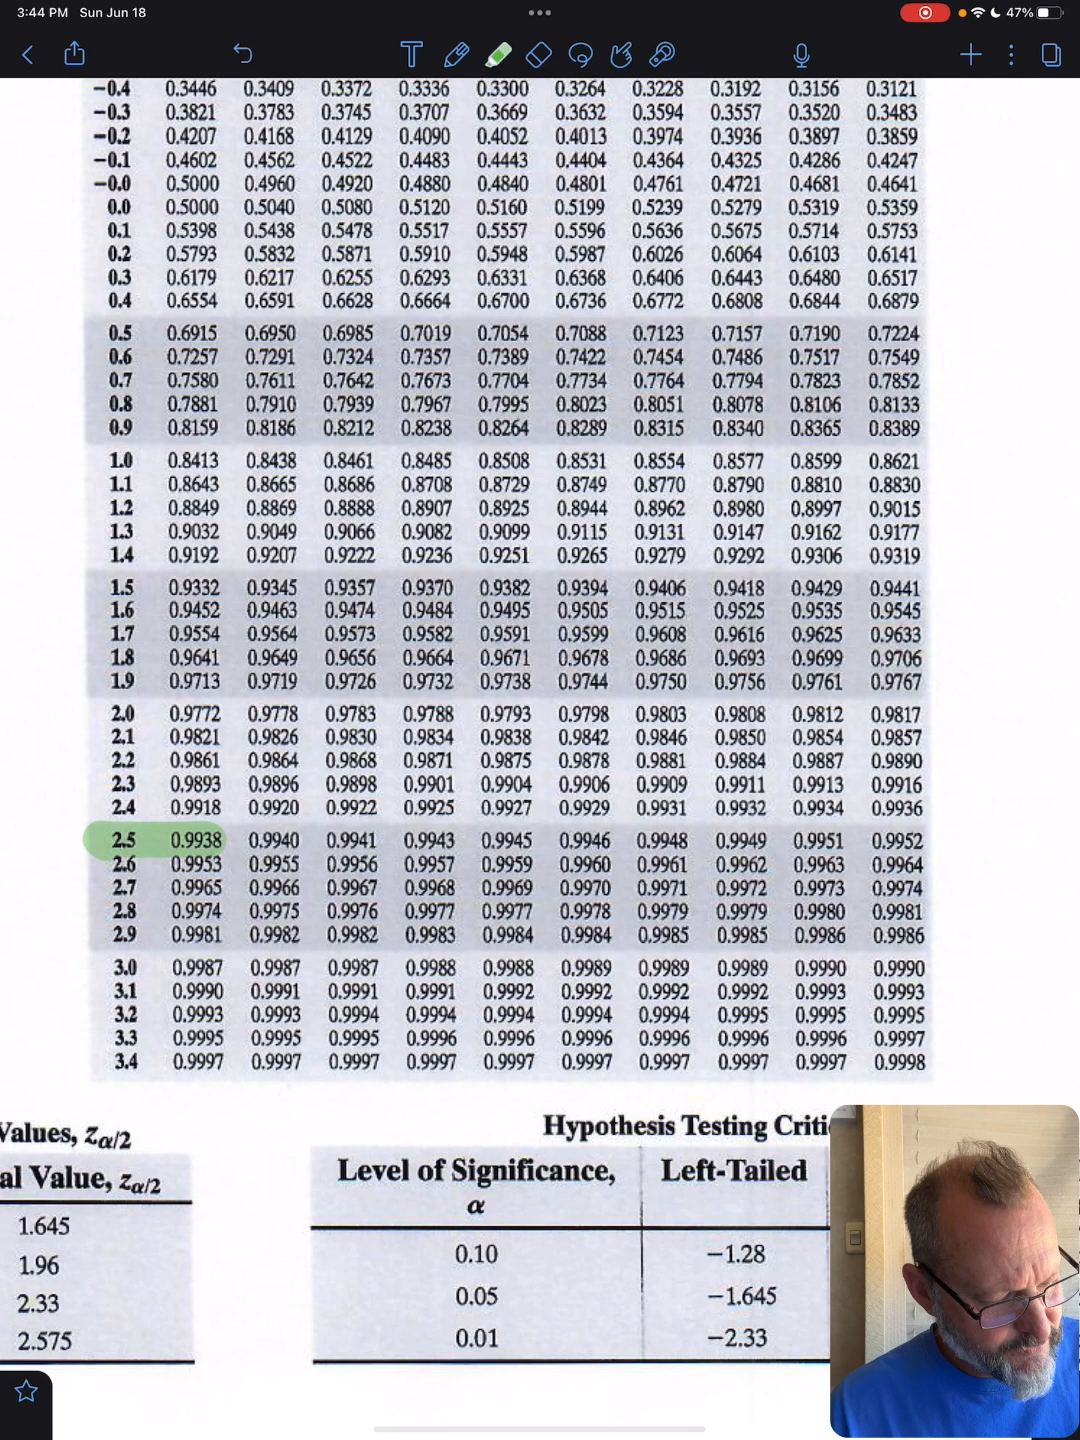 3:44 PM Sun Jun 18
47%
−0.4 0.3446 0.3409 0.3372 0.3336 0.3300 0.3264 0.3228 0.3192 0.3156 0.3121
−0.3 0.3821 0.3783 0.3745 0.3707 0.3669 0.3632 0.3594 0.3557 0.3520 0.3483
−0.2 0.4207 0.4168 0.4129 0.4090 0.4052 0.4013 0.3974 0.3936 0.3897 0.3859
−0.1 0.4602 0.4562 0.4522 0.4483 0.4443 0.4404 0.4364 0.4325 0.4286 0.4247
−0.0 0.5000 0.4960 0.4920 0.4880 0.4840 0.4801 0.4761 0.4721 0.4681 0.4641
0.0 0.5000 0.5040 0.5080 0.5120 0.5160 0.5199 0.5239 0.5279 0.5319 0.5359
0.1 0.5398 0.5438 0.5478 0.5517 0.5557 0.5596 0.5636 0.5675 0.5714 0.5753
0.2 0.5793 0.5832 0.5871 0.5910 0.5948 0.5987 0.6026 0.6064 0.6103 0.6141
0.3 0.6179 0.6217 0.6255 0.6293 0.6331 0.6368 0.6406 0.6443 0.6480 0.6517
0.4 0.6554 0.6591 0.6628 0.6664 0.6700 0.6736 0.6772 0.6808 0.6844 0.6879
0.5 0.6915 0.6950 0.6985 0.7019 0.7054 0.7088 0.7123 0.7157 0.7190 0.7224
0.6 0.7257 0.7291 0.7324 0.7357 0.7389 0.7422 0.7454 0.7486 0.7517 0.7549
0.7 0.7580 0.7611 0.7642 0.7673 0.7704 0.7734 0.7764 0.7794 0.7823 0.7852
0.8 0.7881 0.7910 0.7939 0.7967 0.7995 0.8023 0.8051 0.8078 0.8106 0.8133
0.9 0.8159 0.8186 0.8212 0.8238 0.8264 0.8289 0.8315 0.8340 0.8365 0.8389
1.0 0.8413 0.8438 0.8461 0.8485 0.8508 0.8531 0.8554 0.8577 0.8599 0.8621
1.1 0.8643 0.8665 0.8686 0.8708 0.8729 0.8749 0.8770 0.8790 0.8810 0.8830
1.2 0.8849 0.8869 0.8888 0.8907 0.8925 0.8944 0.8962 0.8980 0.8997 0.9015
1.3 0.9032 0.9049 0.9066 0.9082 0.9099 0.9115 0.9131 0.9147 0.9162 0.9177
1.4 0.9192 0.9207 0.9222 0.9236 0.9251 0.9265 0.9279 0.9292 0.9306 0.9319
1.5 0.9332 0.9345 0.9357 0.9370 0.9382 0.9394 0.9406 0.9418 0.9429 0.9441
1.6 0.9452 0.9463 0.9474 0.9484 0.9495 0.9505 0.9515 0.9525 0.9535 0.9545
1.7 0.9554 0.9564 0.9573 0.9582 0.9591 0.9599 0.9608 0.9616 0.9625 0.9633
1.8 0.9641 0.9649 0.9656 0.9664 0.9671 0.9678 0.9686 0.9693 0.9699 0.9706
1.9 0.9713 0.9719 0.9726 0.9732 0.9738 0.9744 0.9750 0.9756 0.9761 0.9767
2.0 0.9772 0.9778 0.9783 0.9788 0.9793 0.9798 0.9803 0.9808 0.9812 0.9817
2.1 0.9821 0.9826 0.9830 0.9834 0.9838 0.9842 0.9846 0.9850 0.9854 0.9857
2.2 0.9861 0.9864 0.9868 0.9871 0.9875 0.9878 0.9881 0.9884 0.9887 0.9890
2.3 0.9893 0.9896 0.9898 0.9901 0.9904 0.9906 0.9909 0.9911 0.9913 0.9916
2.4 0.9918 0.9920 0.9922 0.9925 0.9927 0.9929 0.9931 0.9932 0.9934 0.9936
2.5 0.9938 0.9940 0.9941 0.9943 0.9945 0.9946 0.9948 0.9949 0.9951 0.9952
2.6 0.9953 0.9955 0.9956 0.9957 0.9959 0.9960 0.9961 0.9962 0.9963 0.9964
2.7 0.9965 0.9966 0.9967 0.9968 0.9969 0.9970 0.9971 0.9972 0.9973 0.9974
2.8 0.9974 0.9975 0.9976 0.9977 0.9977 0.9978 0.9979 0.9979 0.9980 0.9981
2.9 0.9981 0.9982 0.9982 0.9983 0.9984 0.9984 0.9985 0.9985 0.9986 0.9986
3.0 0.9987 0.9987 0.9987 0.9988 0.9988 0.9989 0.9989 0.9989 0.9990 0.9990
3.1 0.9990 0.9991 0.9991 0.9991 0.9992 0.9992 0.9992 0.9992 0.9993 0.9993
3.2 0.9993 0.9993 0.9994 0.9994 0.9994 0.9994 0.9994 0.9995 0.9995 0.9995
3.3 0.9995 0.9995 0.9995 0.9996 0.9996 0.9996 0.9996 0.9996 0.9996 0.9997
3.4 0.9997 0.9997 0.9997 0.9997 0.9997 0.9997 0.9997 0.9997 0.9997 0.9998
Values, zα/2
al Value, zα/2
1.645
1.96
2.33
2.575
Hypothesis Testing Criti
Level of Significance, α Left-Tailed
0.10 −1.28
0.05 −1.645
0.01 −2.33